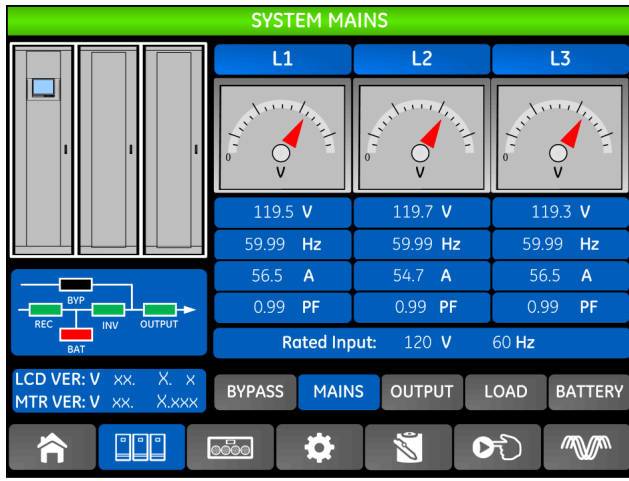 SYSTEM MAINS
L1 L2 L3
0 0 0
V V V
119.5 V 119.7 V 119.3 V
59.99 Hz 59.99 Hz 59.99 Hz
56.5 A 54.7 A 56.5 A
0.99 PF 0.99 PF 0.99 PF
Rated Input: 120 V 60 Hz
BYP
REC INV OUTPUT
BAT
LCD VER: V xx. X. x
MTR VER: V xx. X.xxx
BYPASS MAINS OUTPUT LOAD BATTERY